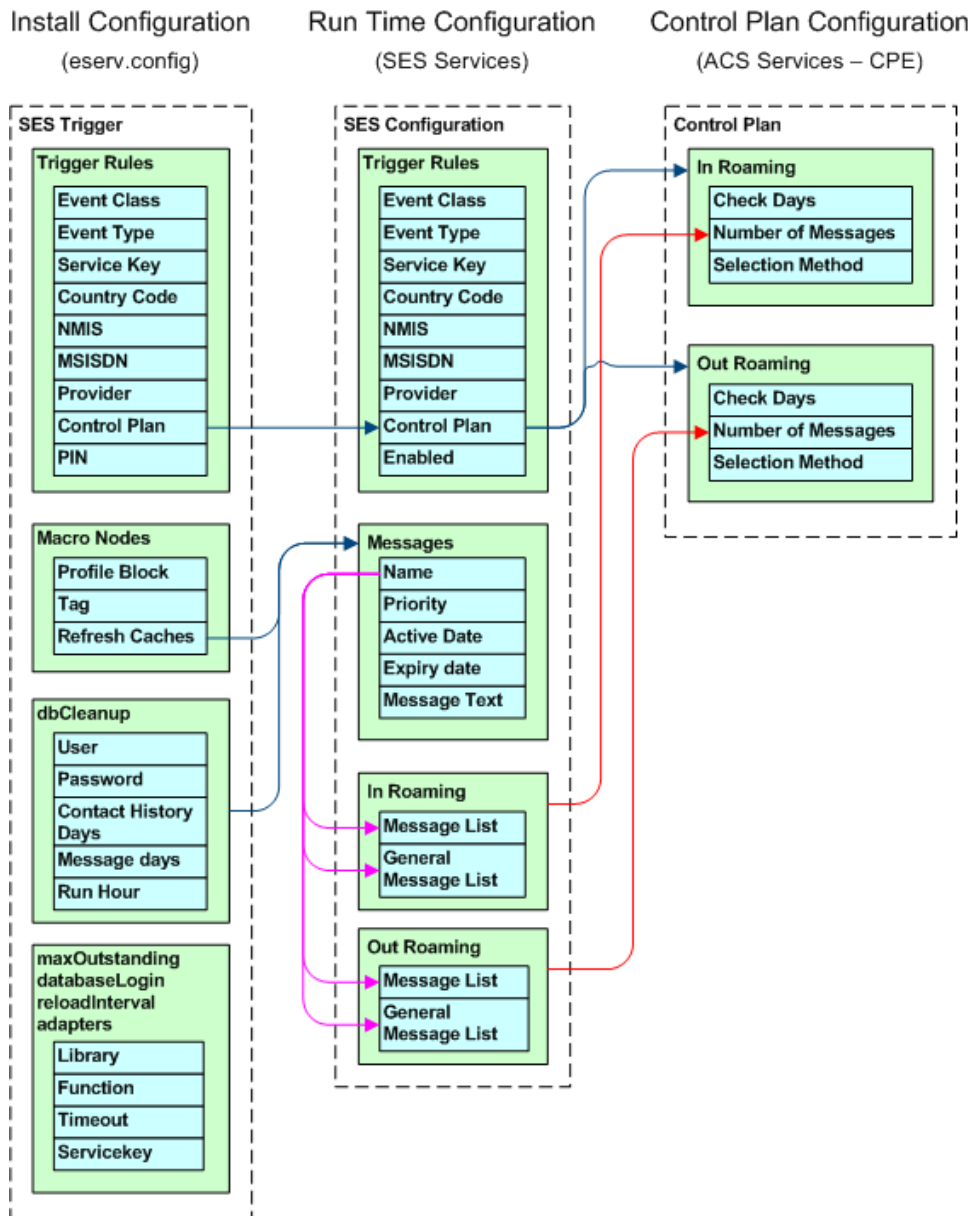 Install Configuration
(eserv.config)
SES Trigger
Trigger Rules
Event Class
Event Type
Service Key
Country Code
NMIS
MSISDN
Provider
Control Plan
PIN
Macro Nodes
Profile Block
Tag
Refresh Caches
dbCleanup
User
Password
Contact History
Days
Message days
Run Hour
maxOutstanding
databaseLogin
reloadInterval
adapters
Library
Function
Timeout
Servicekey
Run Time Configuration
(SES Services)
SES Configuration
Trigger Rules
Event Class
Event Type
Service Key
Country Code
NMIS
MSISDN
Provider
Control Plan
Enabled
Messages
Name
Priority
Active Date
Expiry date
Message Text
In Roaming
Message List
General
Message List
Out Roaming
Message List
General
Message List
Control Plan Configuration
(ACS Services – CPE)
Control Plan
In Roaming
Check Days
Number of Messages
Selection Method
Out Roaming
Check Days
Number of Messages
Selection Method